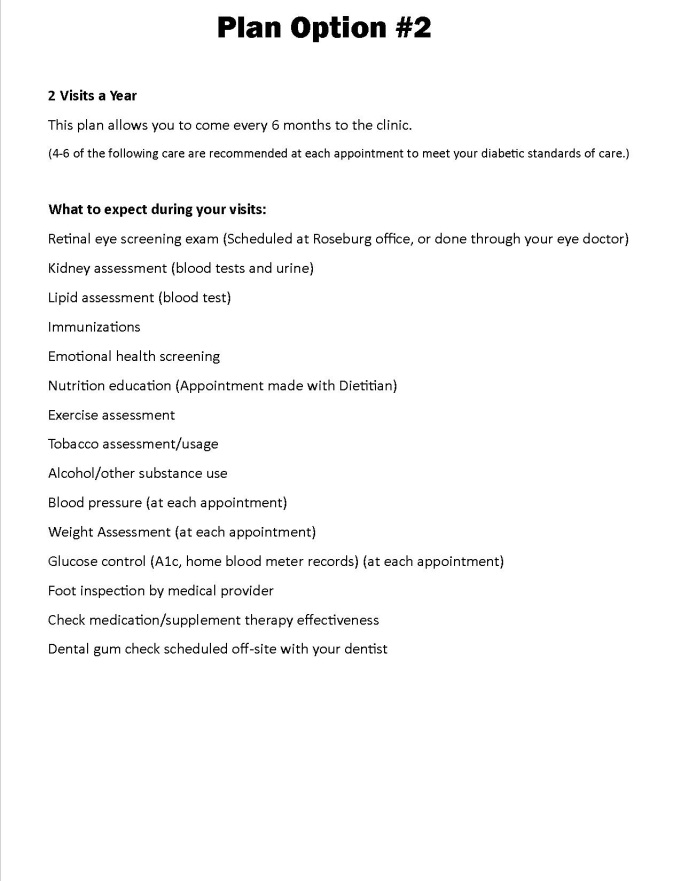 Plan Option #2
2 Visits a Year
This plan allows you to come every 6 months to the clinic.
(4-6 of the following care are recommended at each appointment to meet your diabetic standards of care.)
What to expect during your visits:
Retinal eye screening exam (Scheduled at Roseburg office, or done through your eye doctor)
Kidney assessment (blood tests and urine)
Lipid assessment (blood test)
Immunizations
Emotional health screening
Nutrition education (Appointment made with Dietitian)
Exercise assessment
Tobacco assessment/usage
Alcohol/other substance use
Blood pressure (at each appointment)
Weight Assessment (at each appointment)
Glucose control (A1c, home blood meter records) (at each appointment)
Foot inspection by medical provider
Check medication/supplement therapy effectiveness
Dental gum check scheduled off-site with your dentist